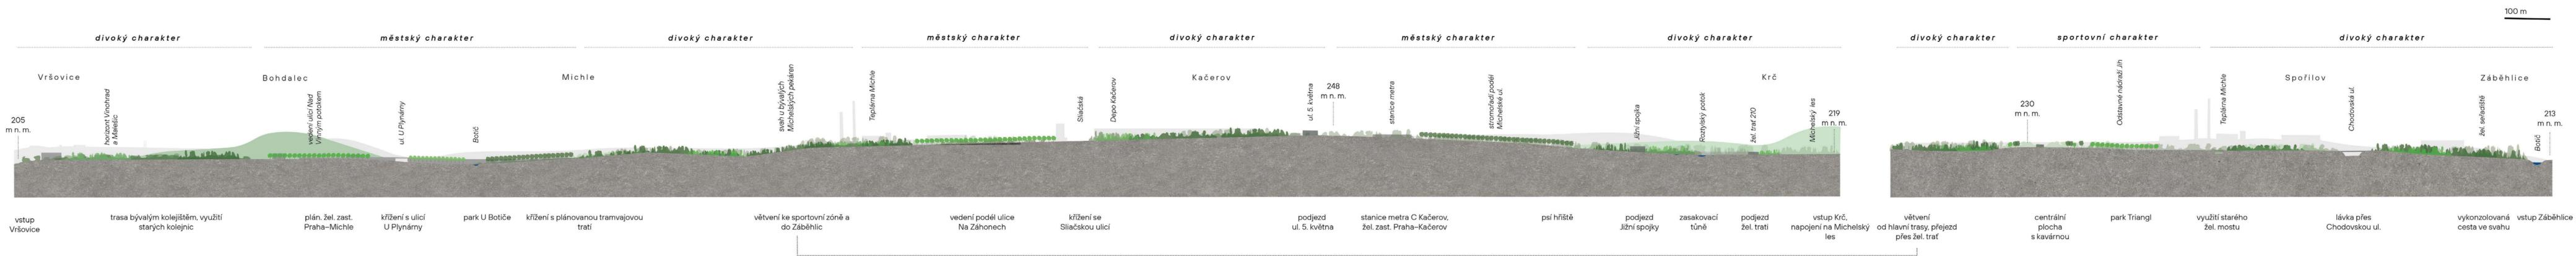 100 m
divoký charakter
městský charakter
divoký charakter
městský charakter
divoký charakter
městský charakter
divoký charakter
divoký charakter
sportovní charakter
divoký charakter
Vršovice
Bohdalec
Michle
Kačerov
Krč
Spořilov
Záběhlice
205
m n. m.
horizont Vinohrad
a Malešic
vedení ulicí Nad
Vinným potokem
ul. U Plynárny
Botič
svah u bývalých
Michelských pekáren
Teplárna Michle
Sliačská
Depo Kačerov
ul. 5. května
248
m n. m.
stanice metra
stromořadí podél
Michelské ul.
Jižní spojka
Roztylský potok
žel. trať 210
Michelský les
219
m n. m.
230
m n. m.
Odstavné nádraží Jih
Teplárna Michle
Chodovská ul.
žel. seřadiště
Botič
213
m n. m.
vstup
Vršovice
trasa bývalým kolejištěm, využití
starých kolejnic
plán. žel. zast.
Praha–Michle
křížení s ulicí
U Plynárny
park U Botiče
křížení s plánovanou tramvajovou
tratí
větvení ke sportovní zóně a
do Záběhlic
vedení podél ulice
Na Záhonech
křížení se
Sliačskou ulicí
podjezd
ul. 5. května
stanice metra C Kačerov,
žel. zast. Praha–Kačerov
psí hřiště
podjezd
Jižní spojky
zasakovací
tůně
podjezd
žel. trati
vstup Krč,
napojení na Michelský
les
větvení
od hlavní trasy, přejezd
přes žel. trať
centrální
plocha
s kavárnou
park Triangl
využití starého
žel. mostu
lávka přes
Chodovskou ul.
vykonzolovaná
cesta ve svahu
vstup Záběhlice